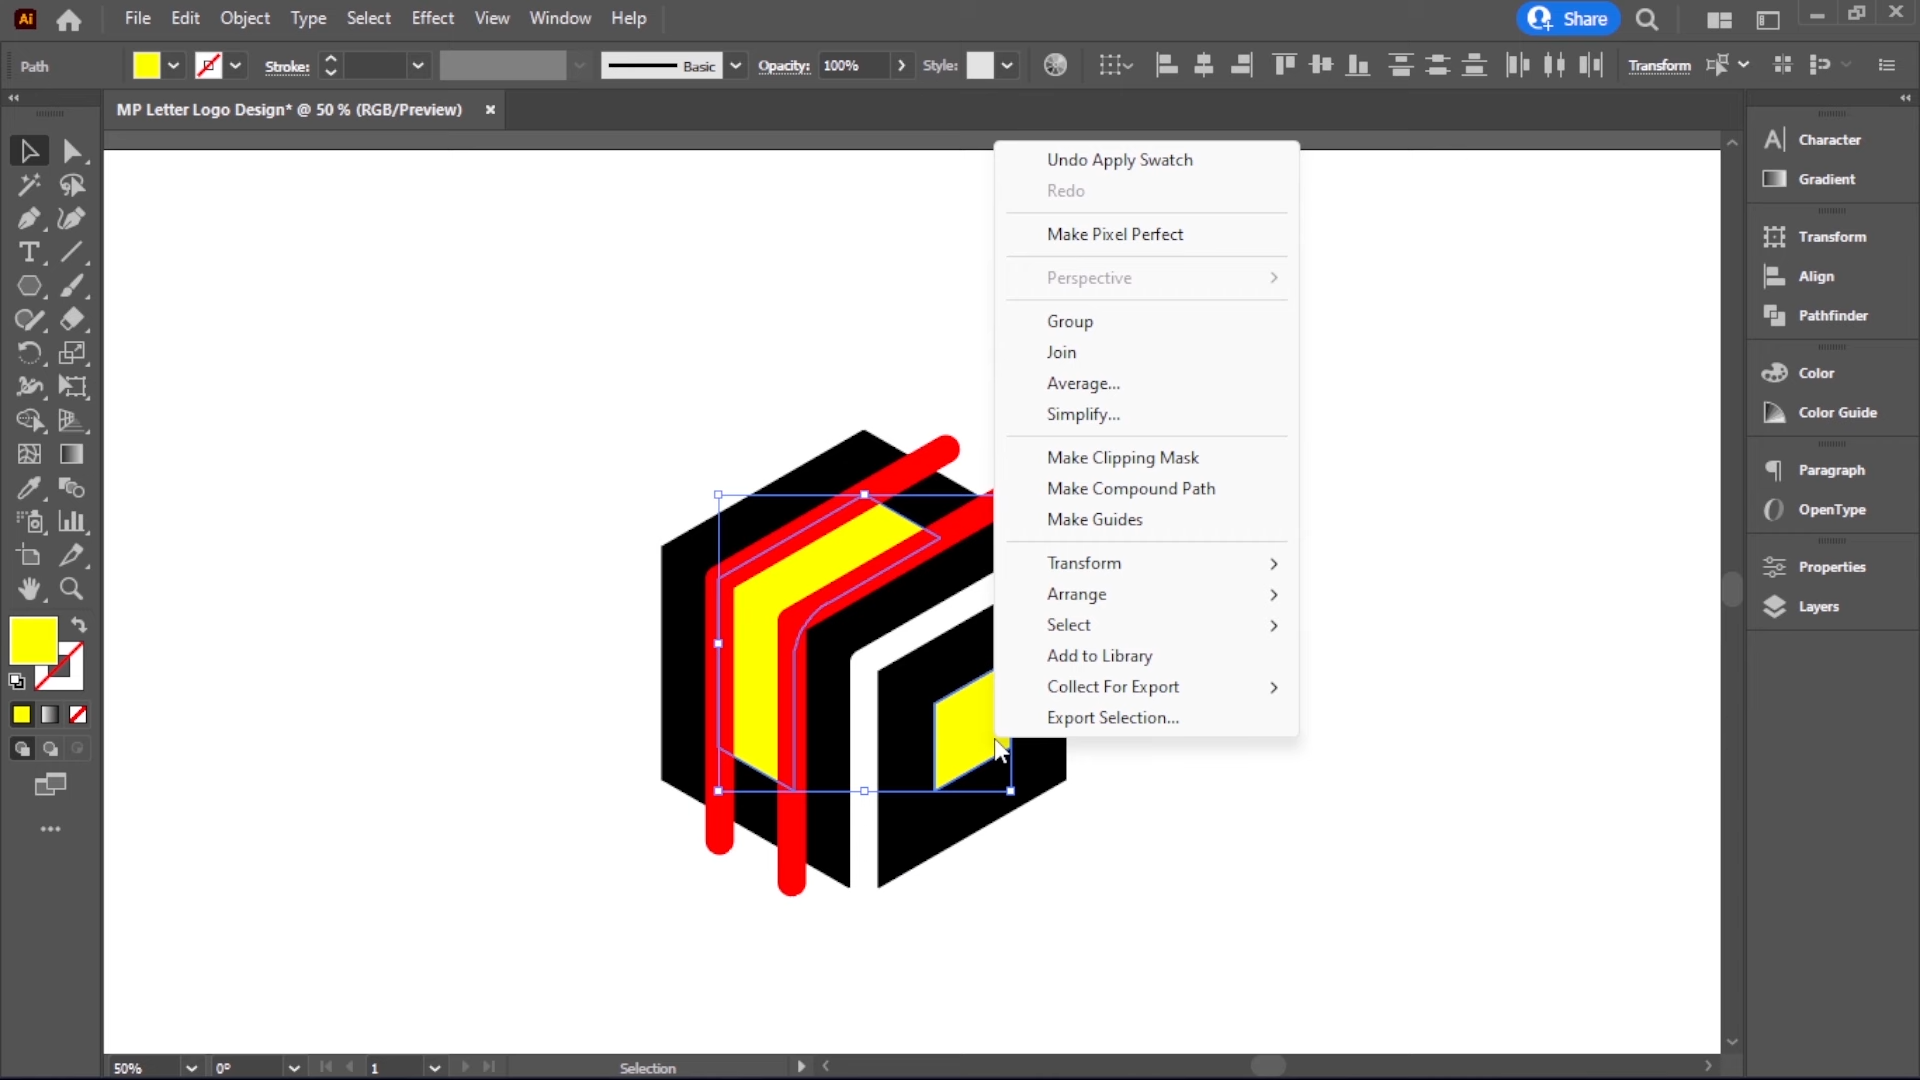 Ai File Edit Object Type Select Effect View Window Help Share
Path Stroke: Basic Opacity: 100% Style: Transform
MP Letter Logo Design* @ 50 % (RGB/Preview)
Undo Apply Swatch
Redo
Make Pixel Perfect
Perspective
Group
Join
Average...
Simplify...
Make Clipping Mask
Make Compound Path
Make Guides
Transform
Arrange
Select
Add to Library
Collect For Export
Export Selection...
Character
Gradient
Transform
Align
Pathfinder
Color
Color Guide
Paragraph
OpenType
Properties
Layers
50% 0° 1 Selection